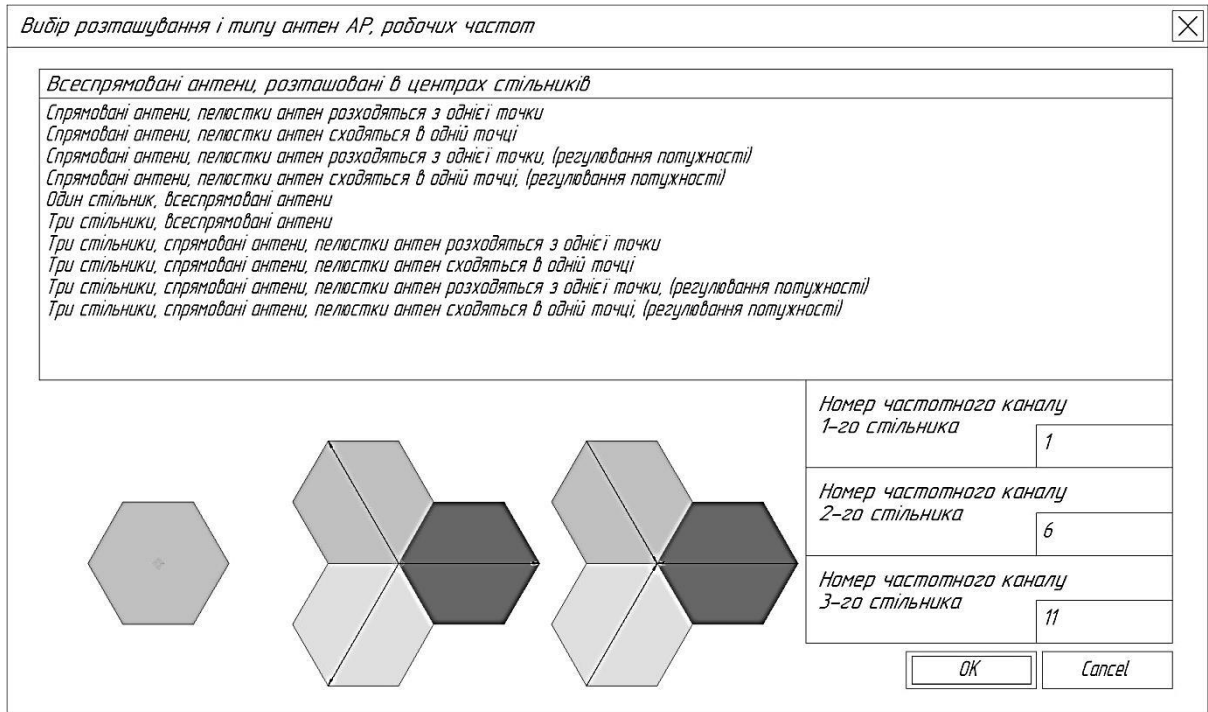 Вибір розташування і типу антен АР, робочих частот
Всеспрямовані антени, розташовані в центрах стільників
Спрямовані антени, пелюстки антен розходяться з однієї точки
Спрямовані антени, пелюстки антен сходяться в одній точці
Спрямовані антени, пелюстки антен розходяться з однієї точки, (регулювання потужності)
Спрямовані антени, пелюстки антен сходяться в одній точці, (регулювання потужності)
Один стільник, всеспрямовані антени
Три стільники, всеспрямовані антени
Три стільники, спрямовані антени, пелюстки антен розходяться з однієї точки
Три стільники, спрямовані антени, пелюстки антен сходяться в одній точці
Три стільники, спрямовані антени, пелюстки антен розходяться з однієї точки, (регулювання потужності)
Три стільники, спрямовані антени, пелюстки антен сходяться в одній точці, (регулювання потужності)
Номер частотного каналу
1-го стільника
1
Номер частотного каналу
2-го стільника
6
Номер частотного каналу
3-го стільника
11
OK
Cancel